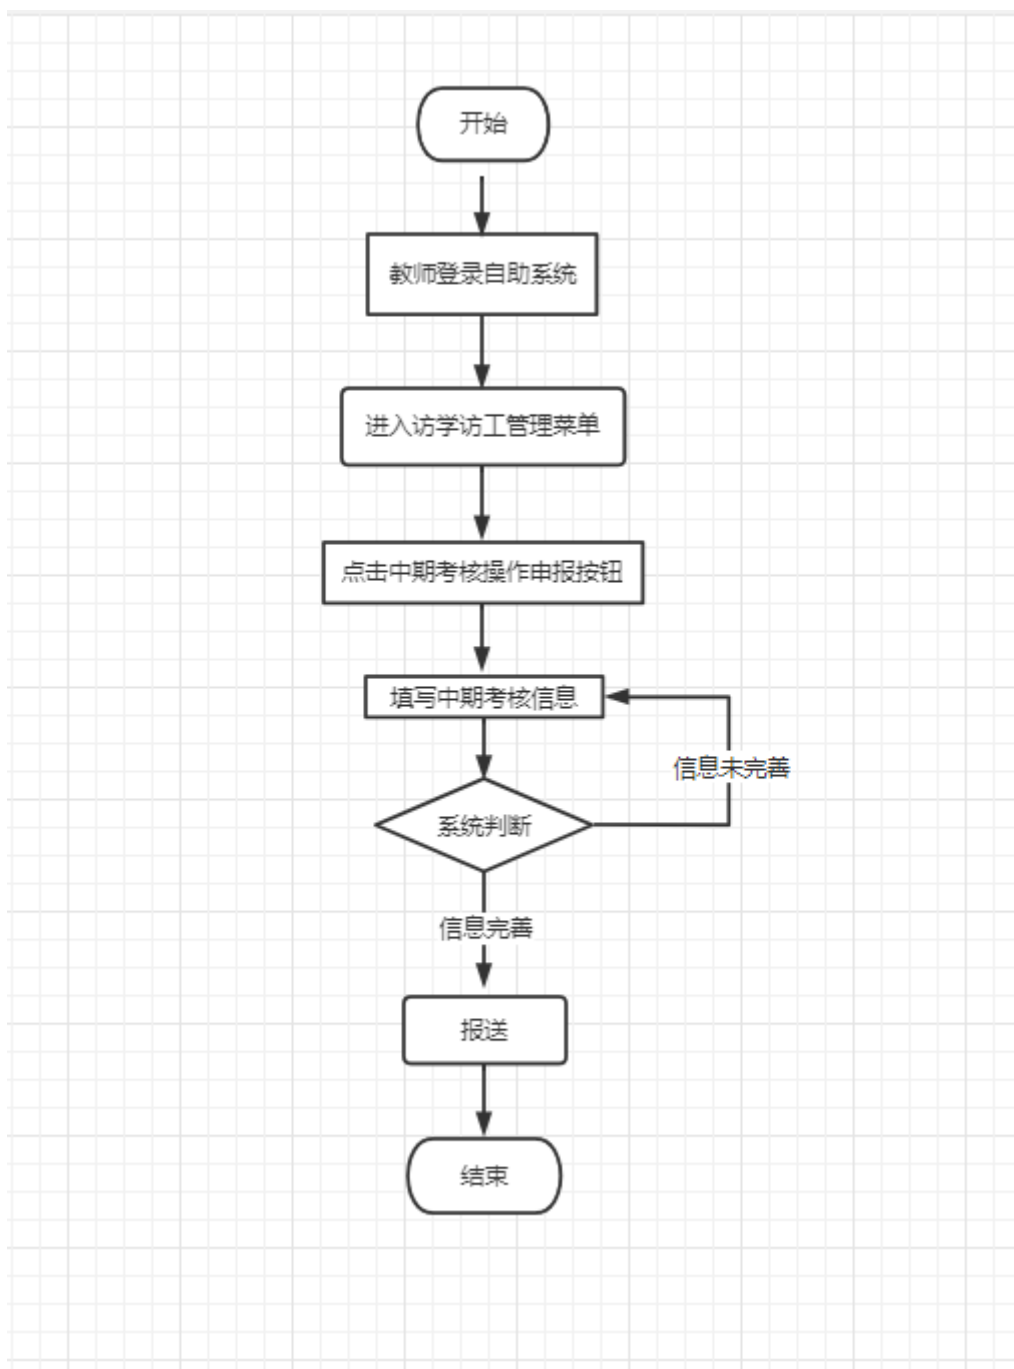 开始
教师登录自助系统
进入访学访工管理菜单
点击中期考核操作申报按钮
填写中期考核信息
信息未完善
系统判断
信息完善
报送
结束